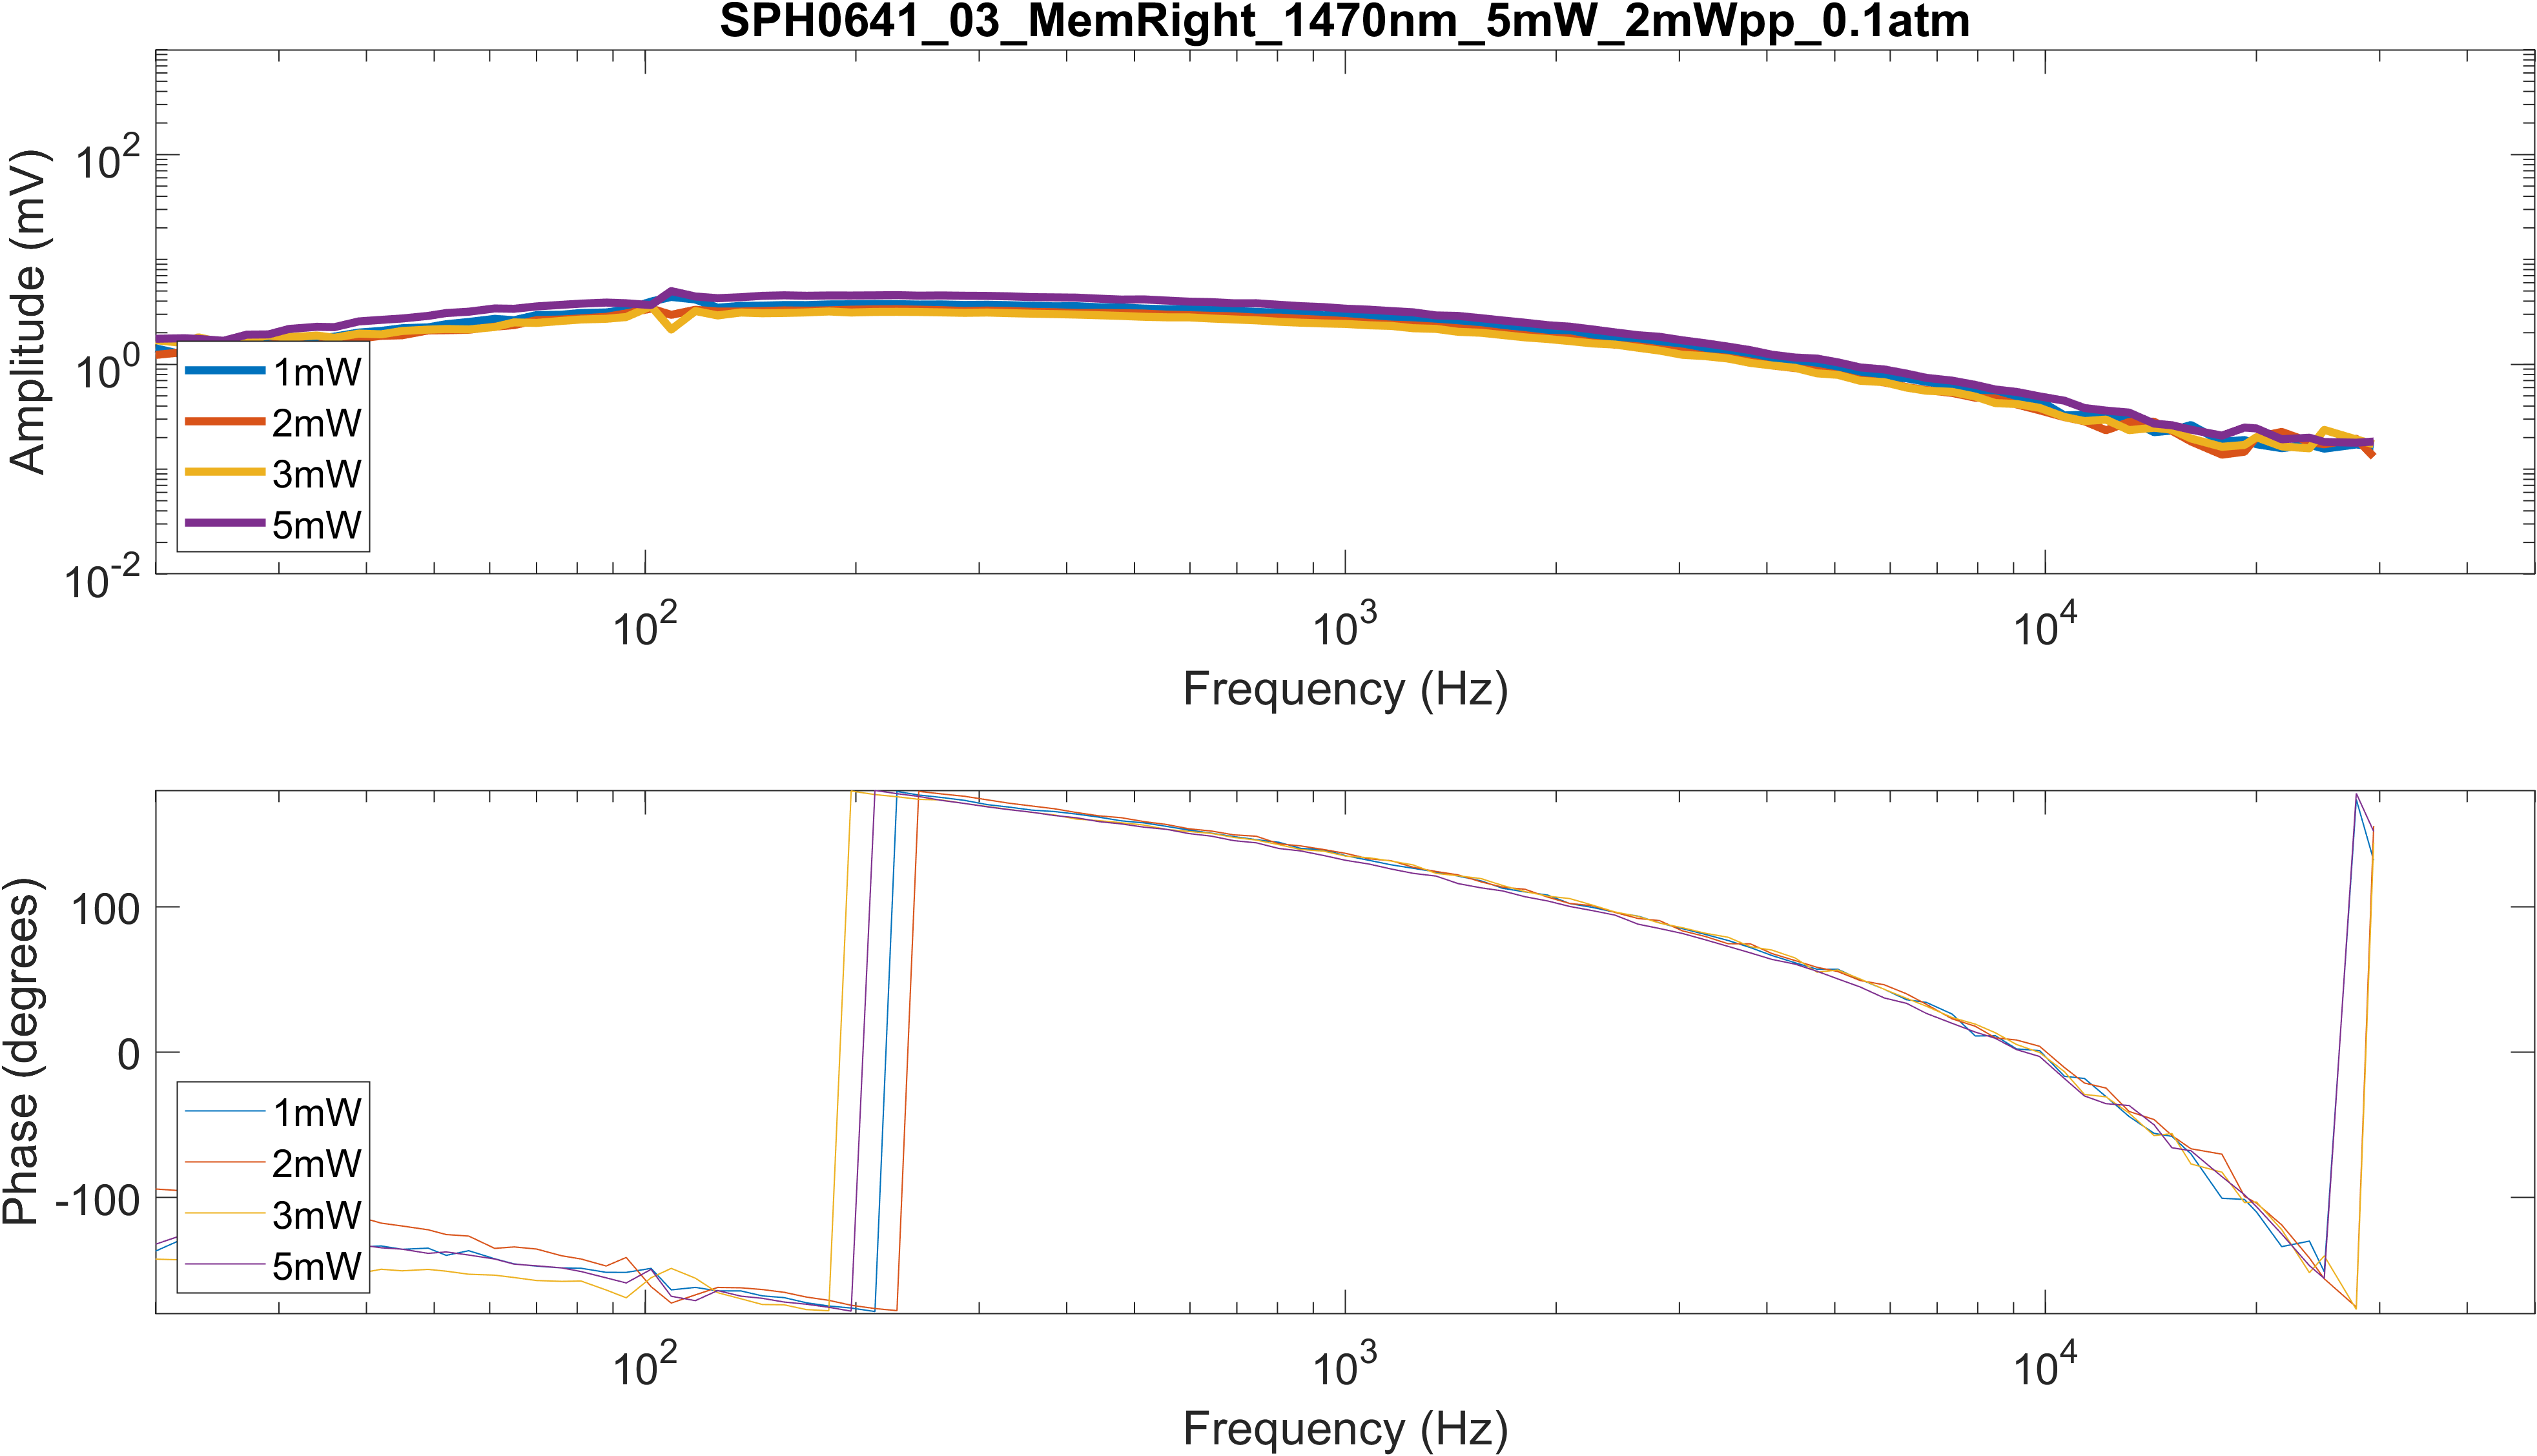 SPH0641_03_MemRight_1470nm_5mW_2mWpp_0.1atm
Amplitude (mV)
10^2
10^0
10^-2
1mW
2mW
3mW
5mW
10^2 10^3 10^4
Frequency (Hz)
Phase (degrees)
100
0
-100
1mW
2mW
3mW
5mW
10^2 10^3 10^4
Frequency (Hz)